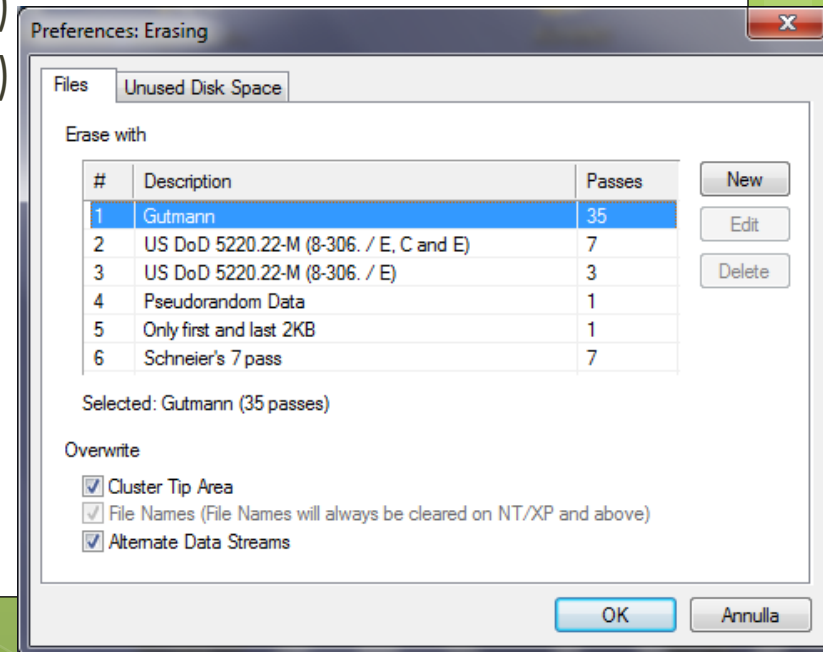 )
)
Preferences: Erasing
x
Files Unused Disk Space
Erase with
# Description Passes
1 Gutmann 35
2 US DoD 5220.22-M (8-306. / E, C and E) 7
3 US DoD 5220.22-M (8-306. / E) 3
4 Pseudorandom Data 1
5 Only first and last 2KB 1
6 Schneier's 7 pass 7
New
Edit
Delete
Selected: Gutmann (35 passes)
Overwrite
Cluster Tip Area
File Names (File Names will always be cleared on NT/XP and above)
Alternate Data Streams
OK Annulla